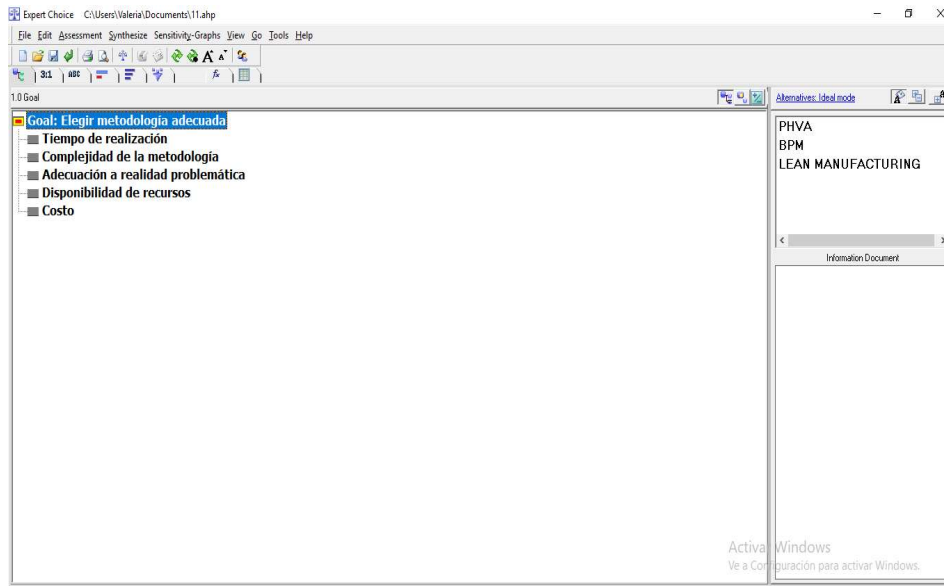 Expert Choice C:\Users\Valeria\Documents\11.ahp
File Edit Assessment Synthesize Sensitivity-Graphs View Go Tools Help
3:1 ABC
1.0 Goal
Alternatives: Ideal mode
Goal: Elegir metodología adecuada
Tiempo de realización
Complejidad de la metodología
Adecuación a realidad problemática
Disponibilidad de recursos
Costo
PHVA
BPM
LEAN MANUFACTURING
Information Document
Activar Windows
Ve a Configuración para activar Windows.